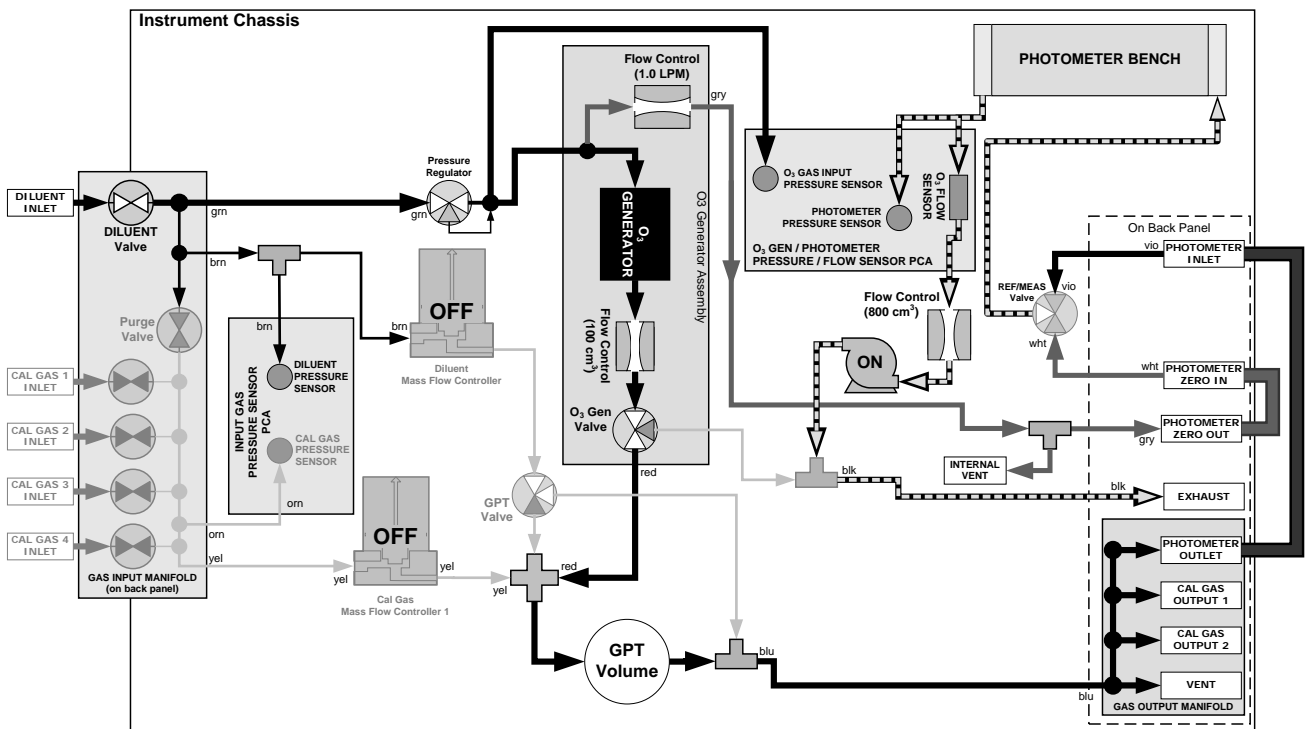 Instrument Chassis
Flow Control
(1.0 LPM)
gry
PHOTOMETER BENCH
Pressure
Regulator
O₃ GAS INPUT
PRESSURE SENSOR
O₃ FLOW
SENSOR
PHOTOMETER
PRESSURE SENSOR
O₃ GEN / PHOTOMETER
PRESSURE / FLOW SENSOR PCA
DILUENT
INLET
grn
grn
DILUENT
Valve
O₃
GENERATOR
O3 Generator Assembly
On Back Panel
vio
PHOTOMETER
INLET
brn
REF/MEAS
Valve
vio
OFF
Flow Control
(800 cm³)
Purge
Valve
brn
brn
Flow Control
(100 cm³)
wht
wht
PHOTOMETER
ZERO IN
ON
Diluent
Mass Flow Controller
CAL GAS 1
INLET
DILUENT
PRESSURE
SENSOR
INPUT GAS
PRESSURE SENSOR
PCA
O₃ Gen
Valve
CAL GAS 2
INLET
CAL GAS
PRESSURE
SENSOR
PHOTOMETER
ZERO OUT
gry
INTERNAL
VENT
red
blk
blk
EXHAUST
CAL GAS 3
INLET
orn
orn
GPT
Valve
OFF
CAL GAS 4
INLET
yel
yel
yel
yel
red
PHOTOMETER
OUTLET
GAS INPUT MANIFOLD
(on back panel)
Cal Gas
Mass Flow Controller 1
CAL GAS
OUTPUT 1
CAL GAS
OUTPUT 2
GPT
Volume
blu
blu
VENT
GAS OUTPUT MANIFOLD